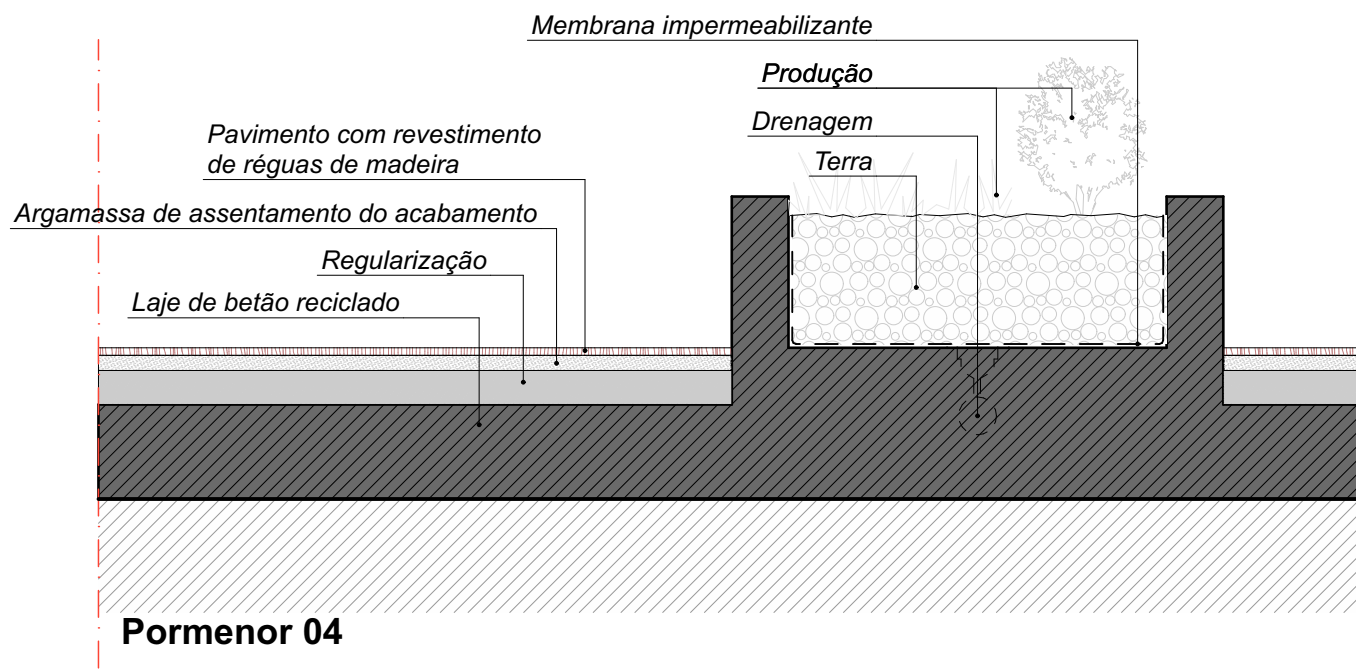 Membrana impermeabilizante
Produção
Drenagem
Pavimento com revestimento
de réguas de madeira
Terra
Argamassa de assentamento do acabamento
Regularização
Laje de betão reciclado
Pormenor 04